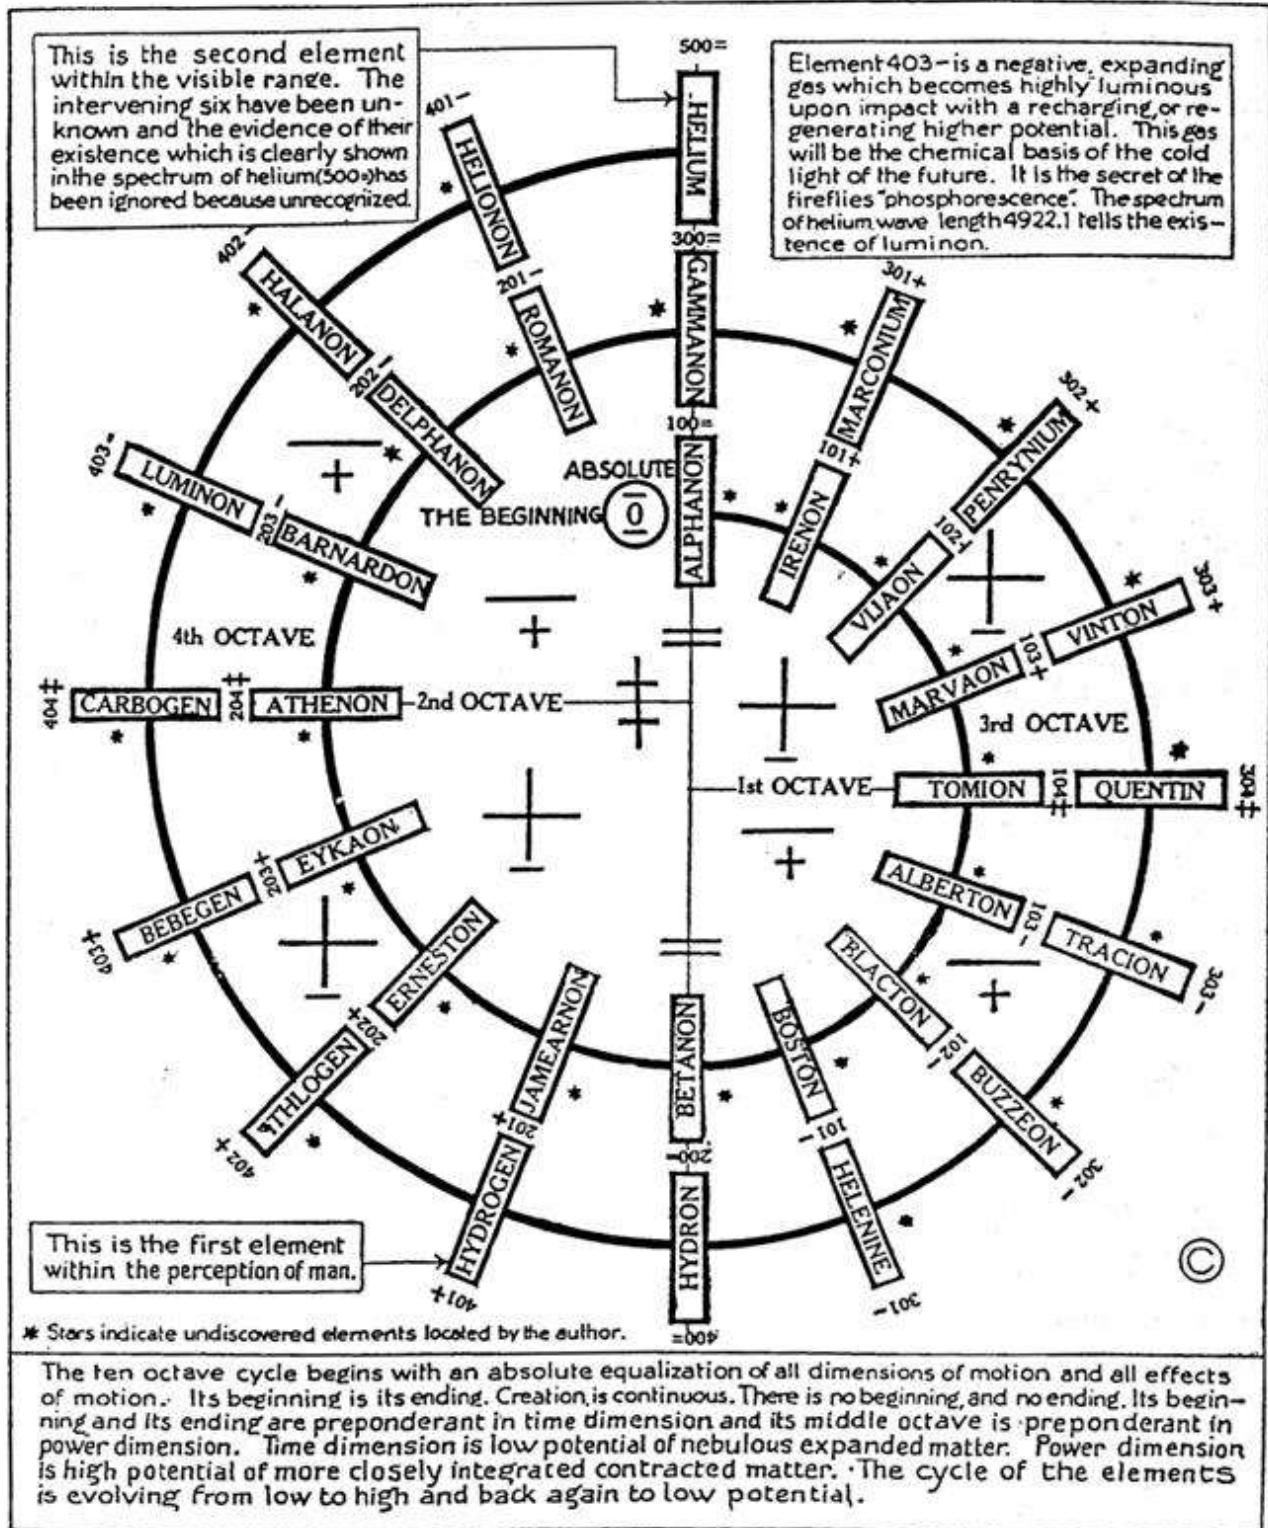 This is the second element
within the visible range. The
intervening six have been un-
known and the evidence of their
existence which is clearly shown
in the spectrum of helium (500=) has
been ignored because unrecognized.
Element 403- is a negative, expanding
gas which becomes highly luminous
upon impact with a recharging, or re-
generating higher potential. This gas
will be the chemical basis of the cold
light of the future. It is the secret of the
fireflies "phosphorescence". The spectrum
of helium wave length 4922.1 tells the exis-
tence of luminon.
500=
HELIUM
401-
HELIONON
402-
HALANON
403-
LUMINON
404‡
CARBOGEN
403+
BEBEGEN
402+
ITHLOGEN
401+
HYDROGEN
400=
HYDRON
300=
GAMMANON
301+
MARCONIUM
302+
PENRYNIUM
303+
VINTON
304‡
QUENTIN
303-
TRACION
302-
BUZZEON
301-
HELENINE
201-
ROMANON
202-
DELPHANON
203-
BARNARDON
204‡
ATHENON
203+
EYKAON
202+
ERNESTON
201+
JAMEARNON
200=
BETANON
100=
ALPHANON
101+
IRENON
102+
VIJAON
103+
MARVAON
104‡
TOMION
103-
ALBERTON
102-
BLACTON
101-
BOSTON
ABSOLUTE
THE BEGINNING
0
4th OCTAVE
2nd OCTAVE
3rd OCTAVE
1st OCTAVE
This is the first element
within the perception of man.
©
* Stars indicate undiscovered elements located by the author.
The ten octave cycle begins with an absolute equalization of all dimensions of motion and all effects
of motion. Its beginning is its ending. Creation is continuous. There is no beginning, and no ending. Its begin-
ning and its ending are preponderant in time dimension and its middle octave is preponderant in
power dimension. Time dimension is low potential of nebulous expanded matter. Power dimension
is high potential of more closely integrated contracted matter. The cycle of the elements
is evolving from low to high and back again to low potential.